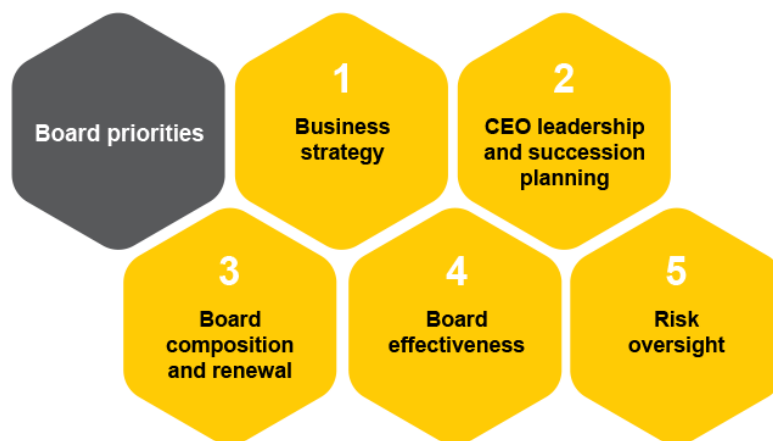 Board priorities
1
Business
strategy
2
CEO leadership
and succession
planning
3
Board
composition
and renewal
4
Board
effectiveness
5
Risk
oversight